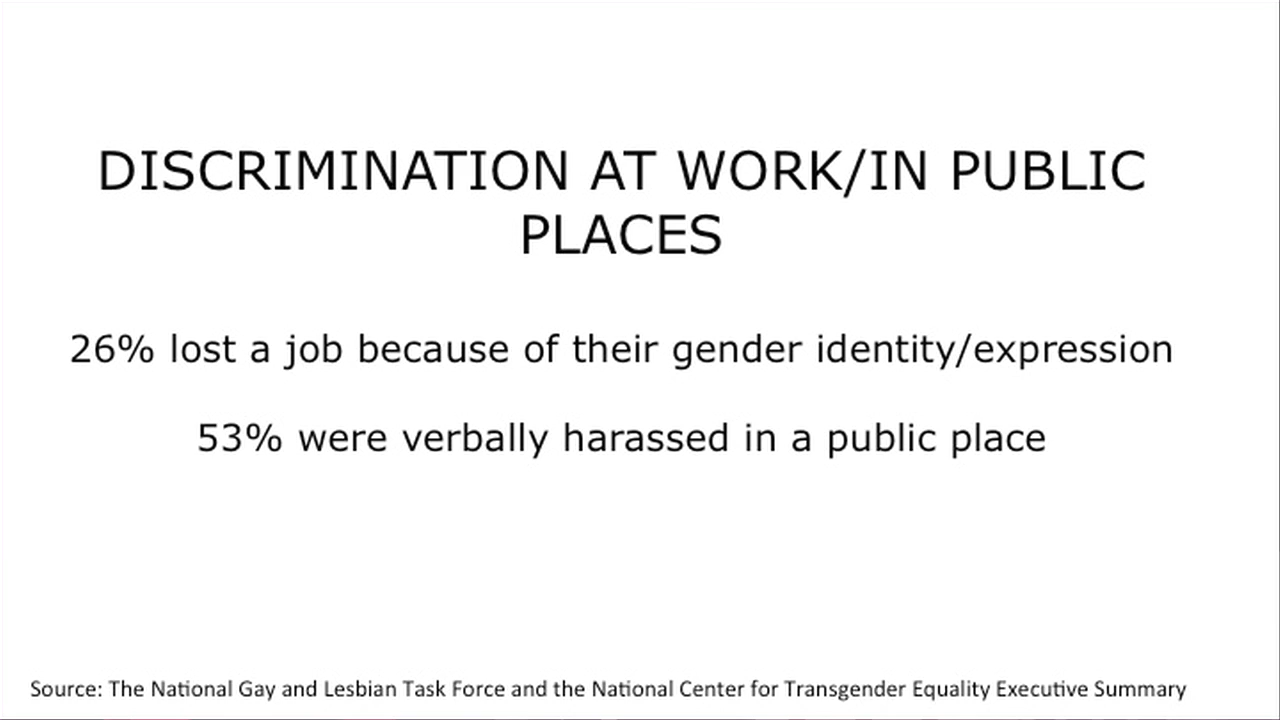 DISCRIMINATION AT WORK/IN PUBLIC
PLACES
26% lost a job because of their gender identity/expression
53% were verbally harassed in a public place
Source: The National Gay and Lesbian Task Force and the National Center for Transgender Equality Executive Summary